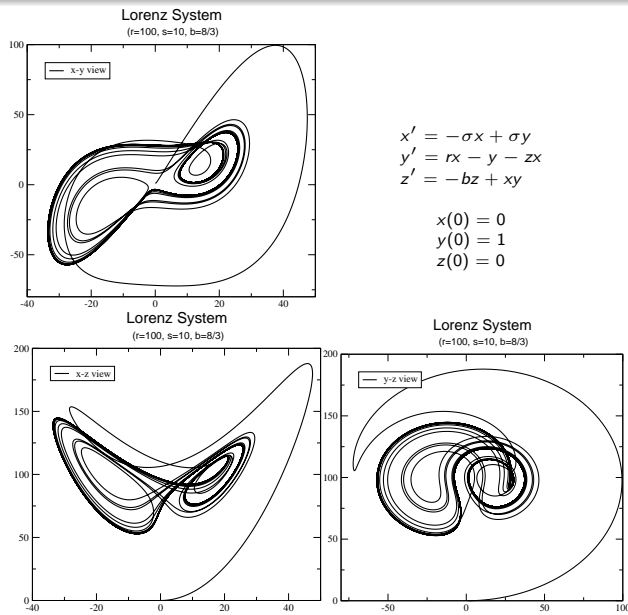 Lorenz System
(r=100, s=10, b=8/3)
100
50
0
-50
x-y view
-40
-20
0
20
40
x′ = −σx + σy
y′ = rx − y − zx
z′ = −bz + xy
x(0) = 0
y(0) = 1
z(0) = 0
Lorenz System
(r=100, s=10, b=8/3)
200
150
100
50
0
x-z view
-40
-20
0
20
40
Lorenz System
(r=100, s=10, b=8/3)
200
150
100
50
0
y-z view
-50
0
50
100